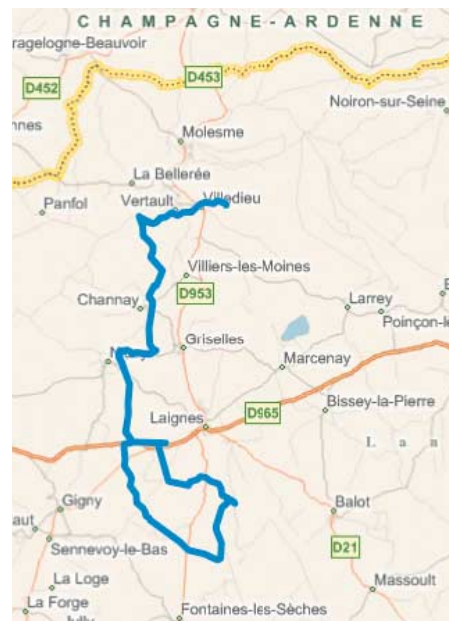 CHAMPAGNE-ARDENNE
ragelogne-Beauvoir
D452
D453
Noiron-sur-Seine
nnes
Molesme
La Bellerée
Vertault
Villedieu
Panfol
Villiers-les-Moines
D953
Channay
Larrey
Poinçon-le
Griselles
Marcenay
Bissey-la-Pierre
D965
Laignes
L a n
Gigny
Balot
aut
Sennevoy-le-Bas
D21
La Loge
Massoult
La Forge
Fontaines-les-Sèches